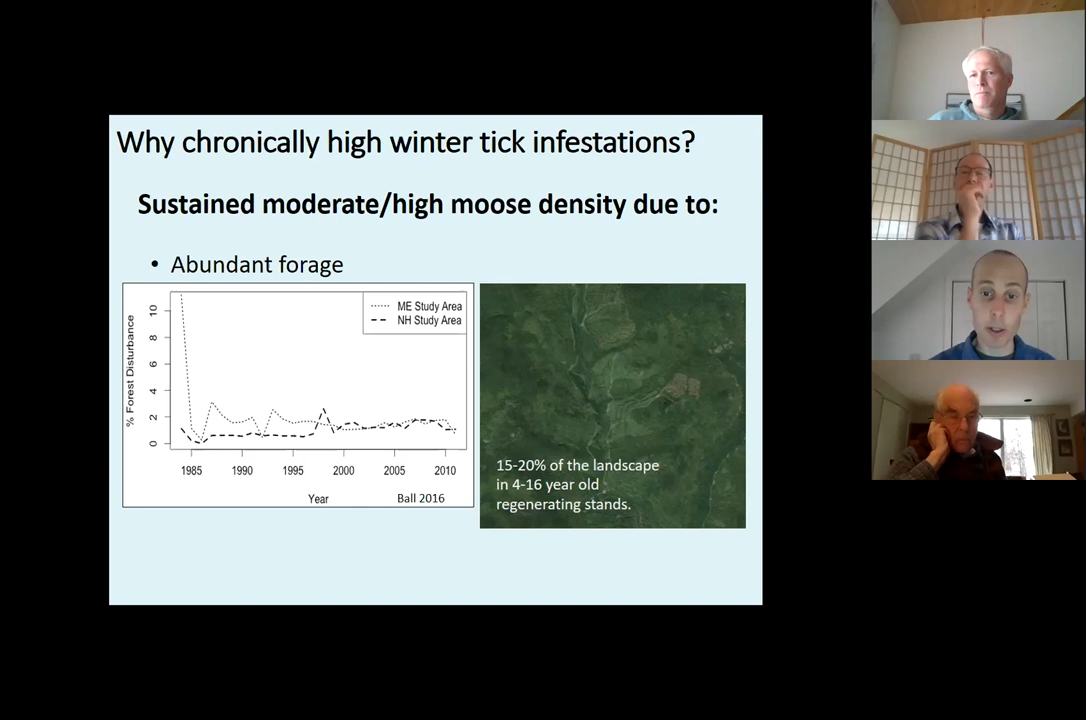 Why chronically high winter tick infestations?
Sustained moderate/high moose density due to:
• Abundant forage
% Forest Disturbance
10
8
6
4
2
0
ME Study Area
NH Study Area
1985 1990 1995 2000 2005 2010
Year
Ball 2016
15-20% of the landscape
in 4-16 year old
regenerating stands.